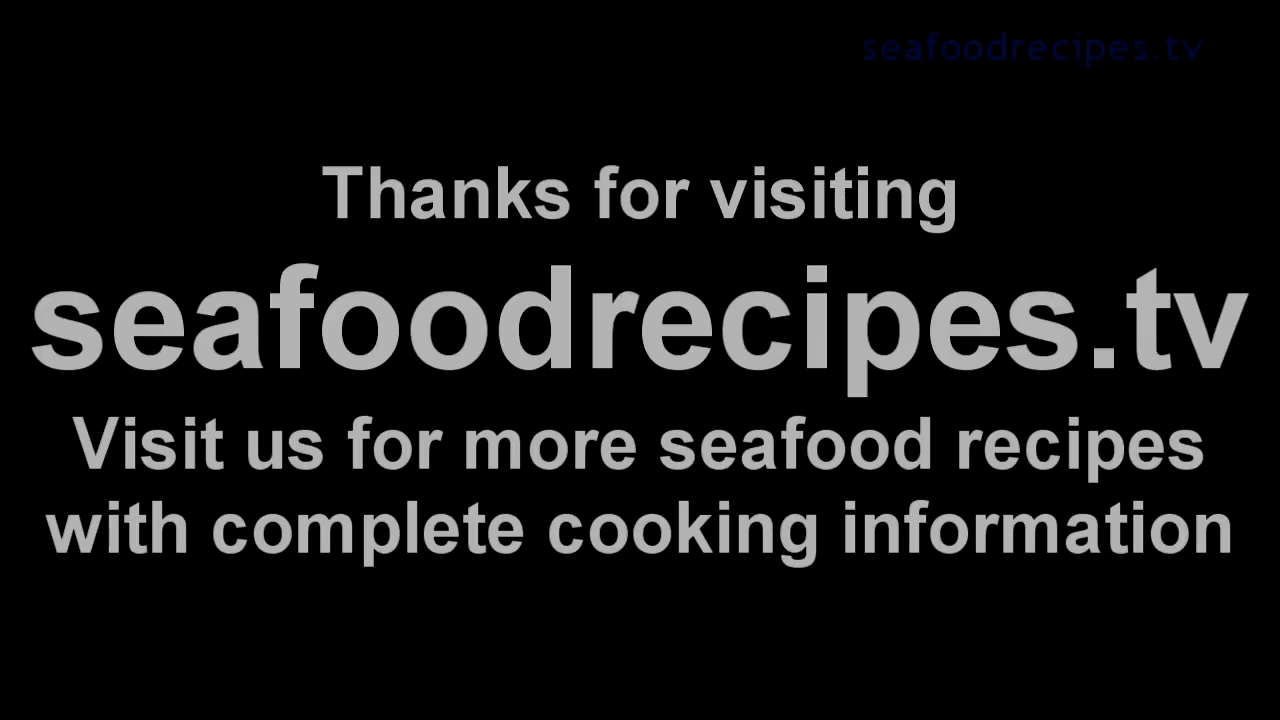 seafoodrecipes.tv
Thanks for visiting
seafoodrecipes.tv
Visit us for more seafood recipes
with complete cooking information